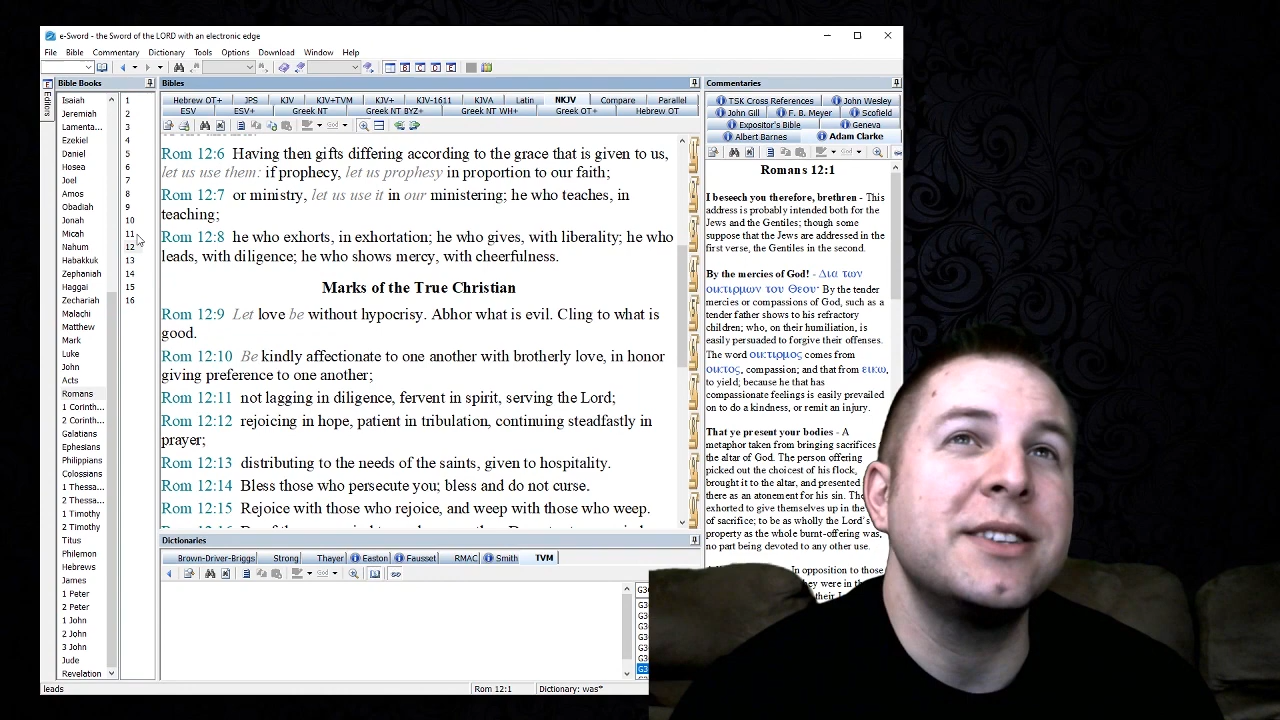 e-Sword - the Sword of the LORD with an electronic edge
File Bible Commentary Dictionary Tools Options Download Window Help
Editors
Bible Books
Isaiah
Jeremiah
Lamenta...
Ezekiel
Daniel
Hosea
Joel
Amos
Obadiah
Jonah
Micah
Nahum
Habakkuk
Zephaniah
Haggai
Zechariah
Malachi
Matthew
Mark
Luke
John
Acts
Romans
1 Corinth...
2 Corinth...
Galatians
Ephesians
Philippians
Colossians
1 Thessa...
2 Thessa...
1 Timothy
2 Timothy
Titus
Philemon
Hebrews
James
1 Peter
2 Peter
1 John
2 John
3 John
Jude
Revelation
1
2
3
4
5
6
7
8
9
10
11
12
13
14
15
16
Bibles
Hebrew OT+ JPS KJV KJV+TVM KJV+ KJV-1611 KJVA Latin NKJV Compare Parallel
ESV ESV+ Greek NT Greek NT BYZ+ Greek NT WH+ Greek OT+ Hebrew OT
Rom 12:6 Having then gifts differing according to the grace that is given to us,
let us use them: if prophecy, let us prophesy in proportion to our faith;
Rom 12:7 or ministry, let us use it in our ministering; he who teaches, in
teaching;
Rom 12:8 he who exhorts, in exhortation; he who gives, with liberality; he who
leads, with diligence; he who shows mercy, with cheerfulness.
Marks of the True Christian
Rom 12:9 Let love be without hypocrisy. Abhor what is evil. Cling to what is
good.
Rom 12:10 Be kindly affectionate to one another with brotherly love, in honor
giving preference to one another;
Rom 12:11 not lagging in diligence, fervent in spirit, serving the Lord;
Rom 12:12 rejoicing in hope, patient in tribulation, continuing steadfastly in
prayer;
Rom 12:13 distributing to the needs of the saints, given to hospitality.
Rom 12:14 Bless those who persecute you; bless and do not curse.
Rom 12:15 Rejoice with those who rejoice, and weep with those who weep.
Dictionaries
Brown-Driver-Briggs Strong Thayer Easton Fausset RMAC Smith TVM
Commentaries
TSK Cross References John Wesley
John Gill F. B. Meyer Scofield
Expositor's Bible Geneva
Albert Barnes Adam Clarke
Romans 12:1
I beseech you therefore, brethren - This
address is probably intended both for the
Jews and the Gentiles; though some
suppose that the Jews are addressed in the
first verse, the Gentiles in the second.
By the mercies of God! - Δια των
οικτιρμων του Θεου· By the tender
mercies or compassions of God, such as a
tender father shows to his refractory
children; who, on their humiliation, is
easily persuaded to forgive their offenses.
The word οικτιρμος comes from
οικτος, compassion; and that from εικω,
to yield; because he that has
compassionate feelings is easily prevailed
on to do a kindness, or remit an injury.
That ye present your bodies - A
metaphor taken from bringing sacrifices
the altar of God. The person offering
picked out the choicest of his flock,
brought it to the altar, and presented
there as an atonement for his sin.
exhorted to give themselves up in the
of sacrifice; to be as wholly the Lord's
property as the whole burnt-offering was,
no part being devoted to any other use.
In opposition to those
they were in
leads
Rom 12:1
Dictionary: was*